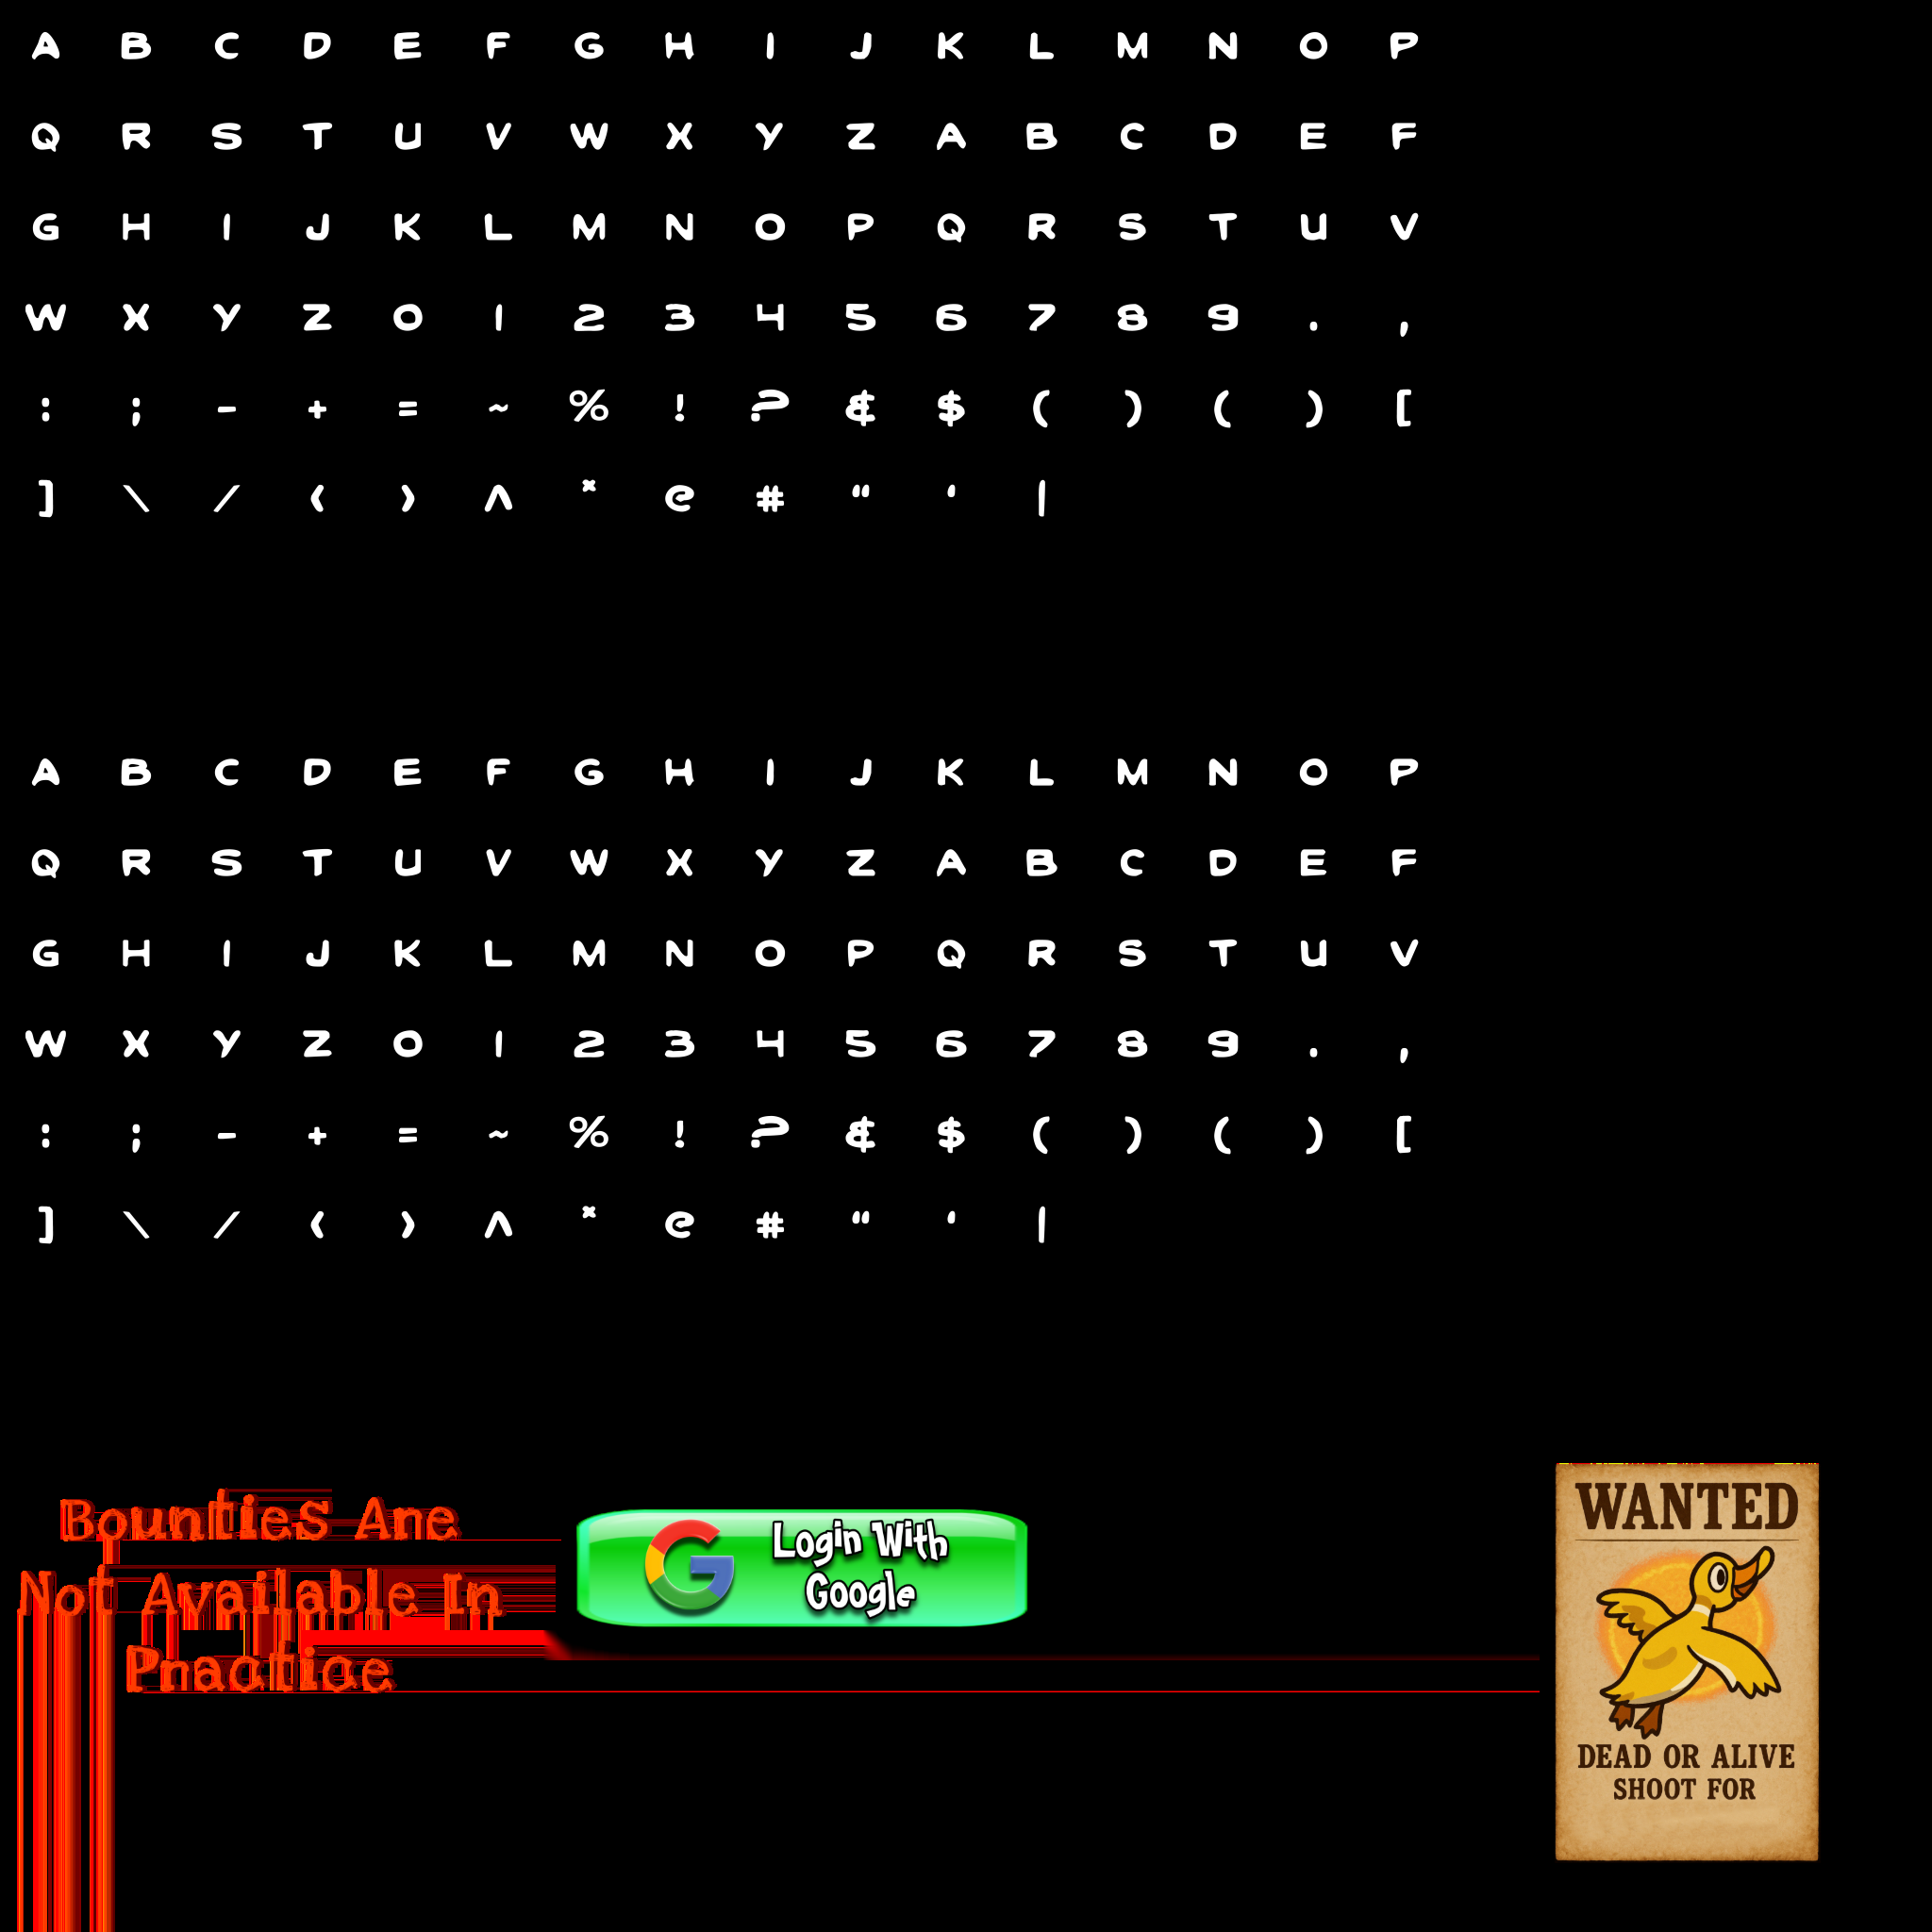 A B C D E F G H I J K L M N O P
Q R S T U V W X Y Z A B C D E F
G H I J K L M N O P Q R S T U V
W X Y Z 0 1 2 3 4 5 6 7 8 9 . ,
: ; - + = ~ % ! ? & $ ( ) ( ) [
] \ / < > ^ * @ # " ' |
A B C D E F G H I J K L M N O P
Q R S T U V W X Y Z A B C D E F
G H I J K L M N O P Q R S T U V
W X Y Z 0 1 2 3 4 5 6 7 8 9 . ,
: ; - + = ~ % ! ? & $ ( ) ( ) [
] \ / < > ^ * @ # " ' |
Bounties Are
Not Available In
Practice
Login With
Google
WANTED
DEAD OR ALIVE
SHOOT FOR